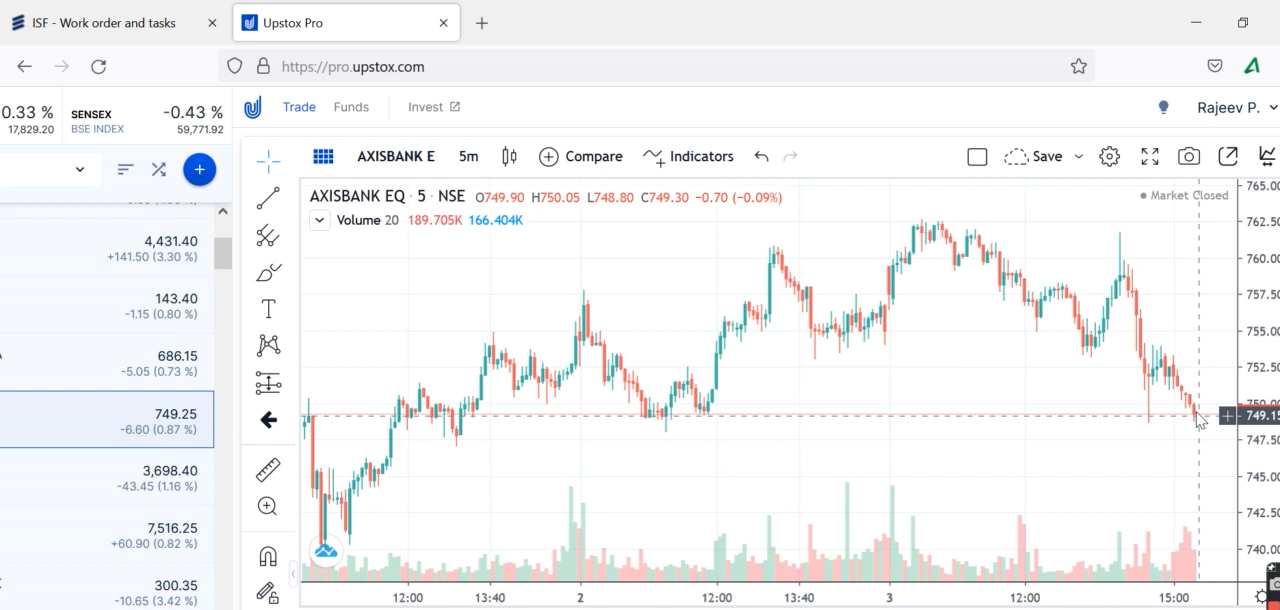 ISF - Work order and tasks
Upstox Pro
https://pro.upstox.com
0.33 % SENSEX -0.43 %
17,829.20 BSE INDEX 59,771.92
Trade Funds Invest Rajeev P.
AXISBANK E 5m Compare Indicators Save
AXISBANK EQ · 5 · NSE O749.90 H750.05 L748.80 C749.30 -0.70 (-0.09%)
Market Closed
Volume 20 189.705K 166.404K
4,431.40
+141.50 (3.30 %)
143.40
-1.15 (0.80 %)
686.15
-5.05 (0.73 %)
749.25
-6.60 (0.87 %)
3,698.40
-43.45 (1.16 %)
7,516.25
+60.90 (0.82 %)
300.35
-10.65 (3.42 %)
765.00
762.50
760.00
757.50
755.00
752.50
750.00
749.15
747.50
745.00
742.50
740.00
12:00 13:40 2 12:00 13:40 3 12:00 15:00